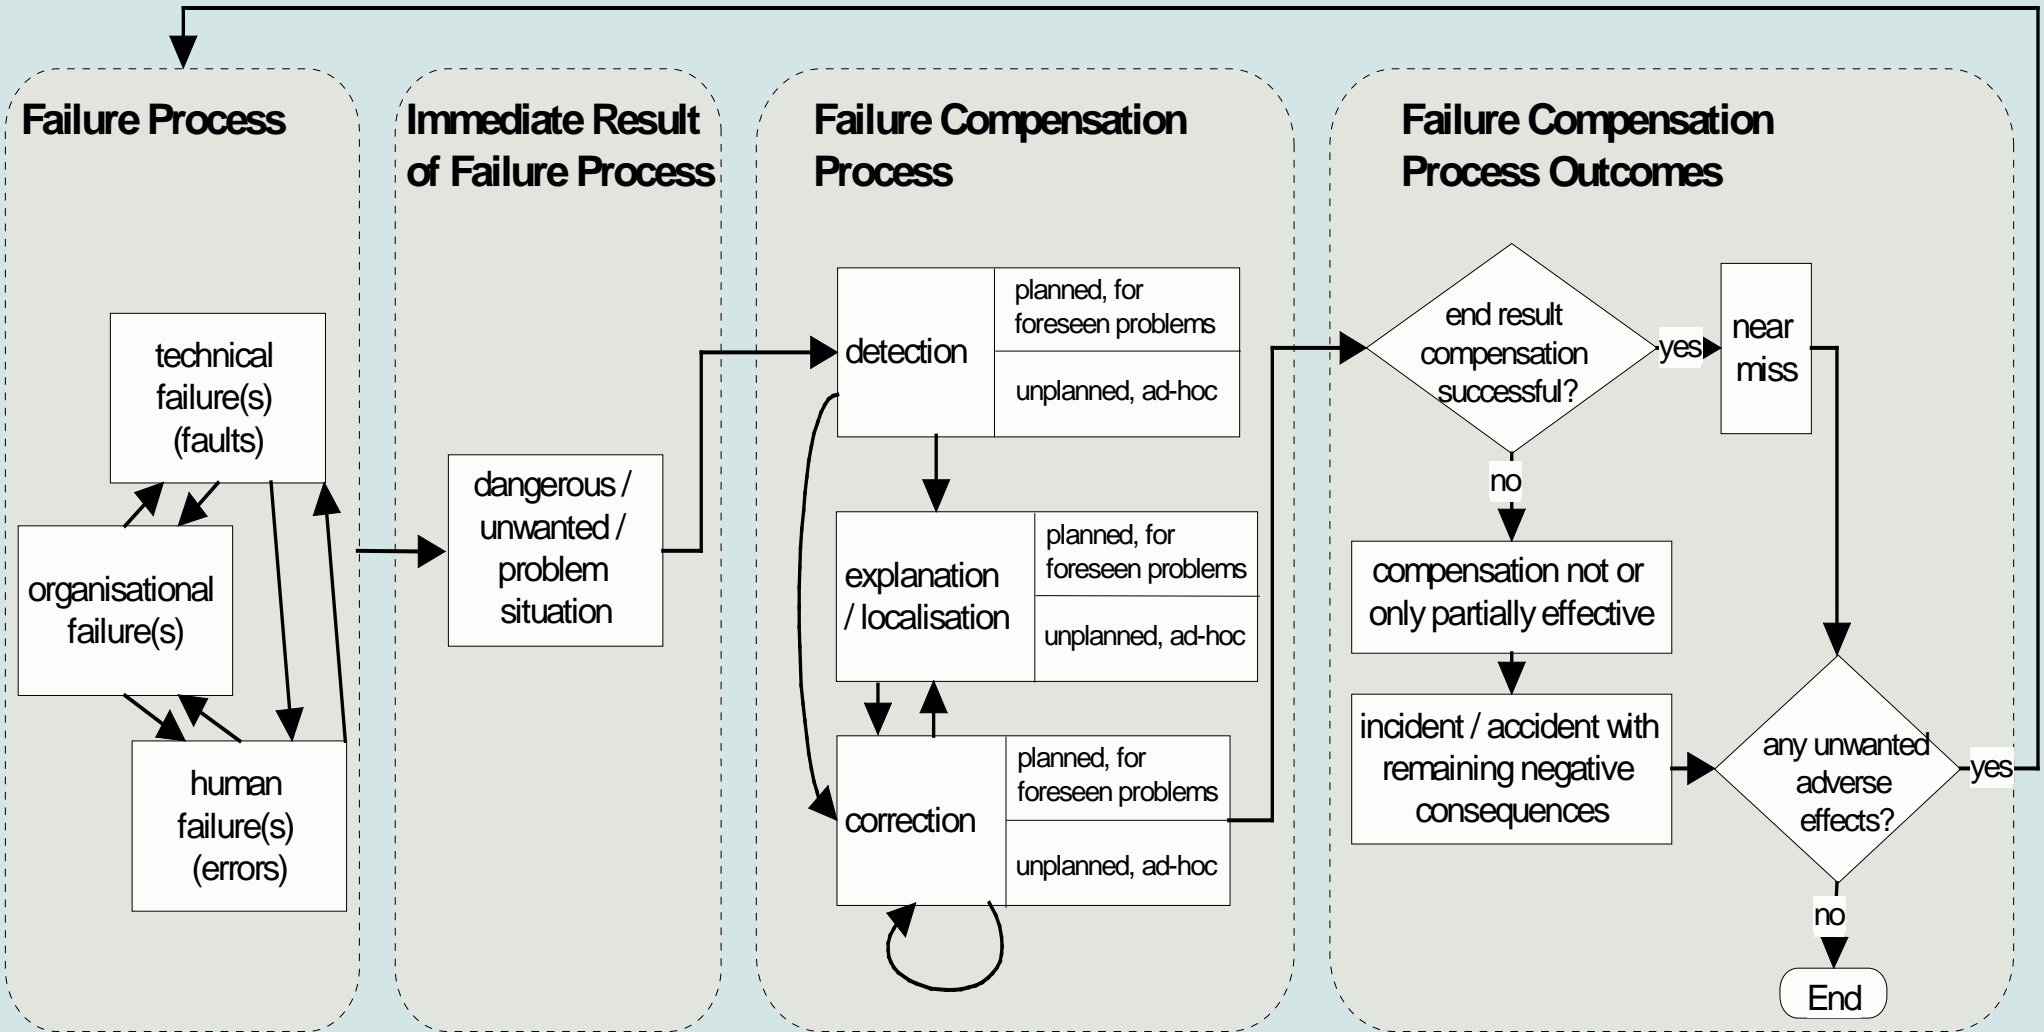 Failure Process
technical
failure(s)
(faults)
organisational
failure(s)
human
failure(s)
(errors)
Immediate Result
of Failure Process
dangerous /
unwanted /
problem
situation
Failure Compensation
Process
detection
planned, for
foreseen problems
unplanned, ad-hoc
explanation
/ localisation
planned, for
foreseen problems
unplanned, ad-hoc
correction
planned, for
foreseen problems
unplanned, ad-hoc
Failure Compensation
Process Outcomes
end result
compensation
successful?
yes
near
miss
no
compensation not or
only partially effective
incident / accident with
remaining negative
consequences
any unwanted
adverse
effects?
yes
no
End